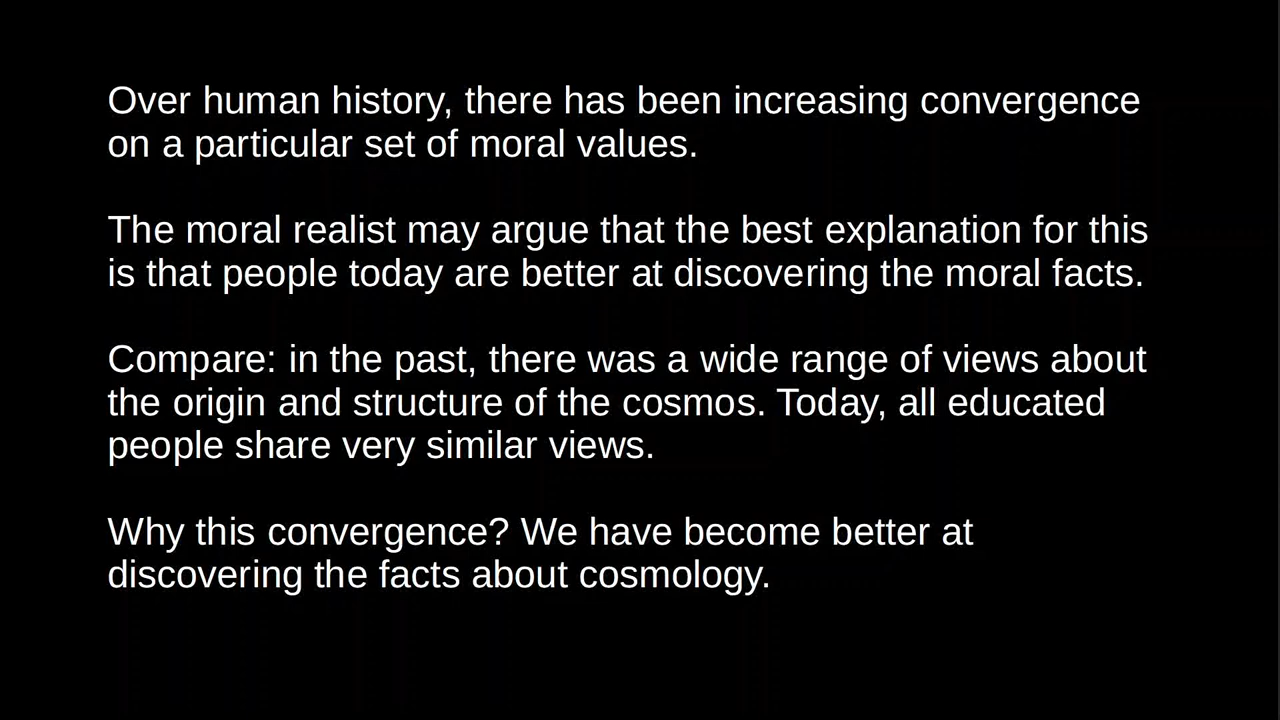 Over human history, there has been increasing convergence
on a particular set of moral values.
The moral realist may argue that the best explanation for this
is that people today are better at discovering the moral facts.
Compare: in the past, there was a wide range of views about
the origin and structure of the cosmos. Today, all educated
people share very similar views.
Why this convergence? We have become better at
discovering the facts about cosmology.